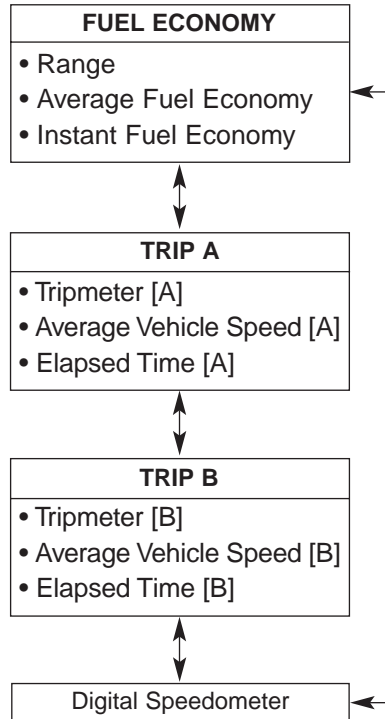 FUEL ECONOMY
• Range
• Average Fuel Economy
• Instant Fuel Economy
TRIP A
• Tripmeter [A]
• Average Vehicle Speed [A]
• Elapsed Time [A]
TRIP B
• Tripmeter [B]
• Average Vehicle Speed [B]
• Elapsed Time [B]
Digital Speedometer